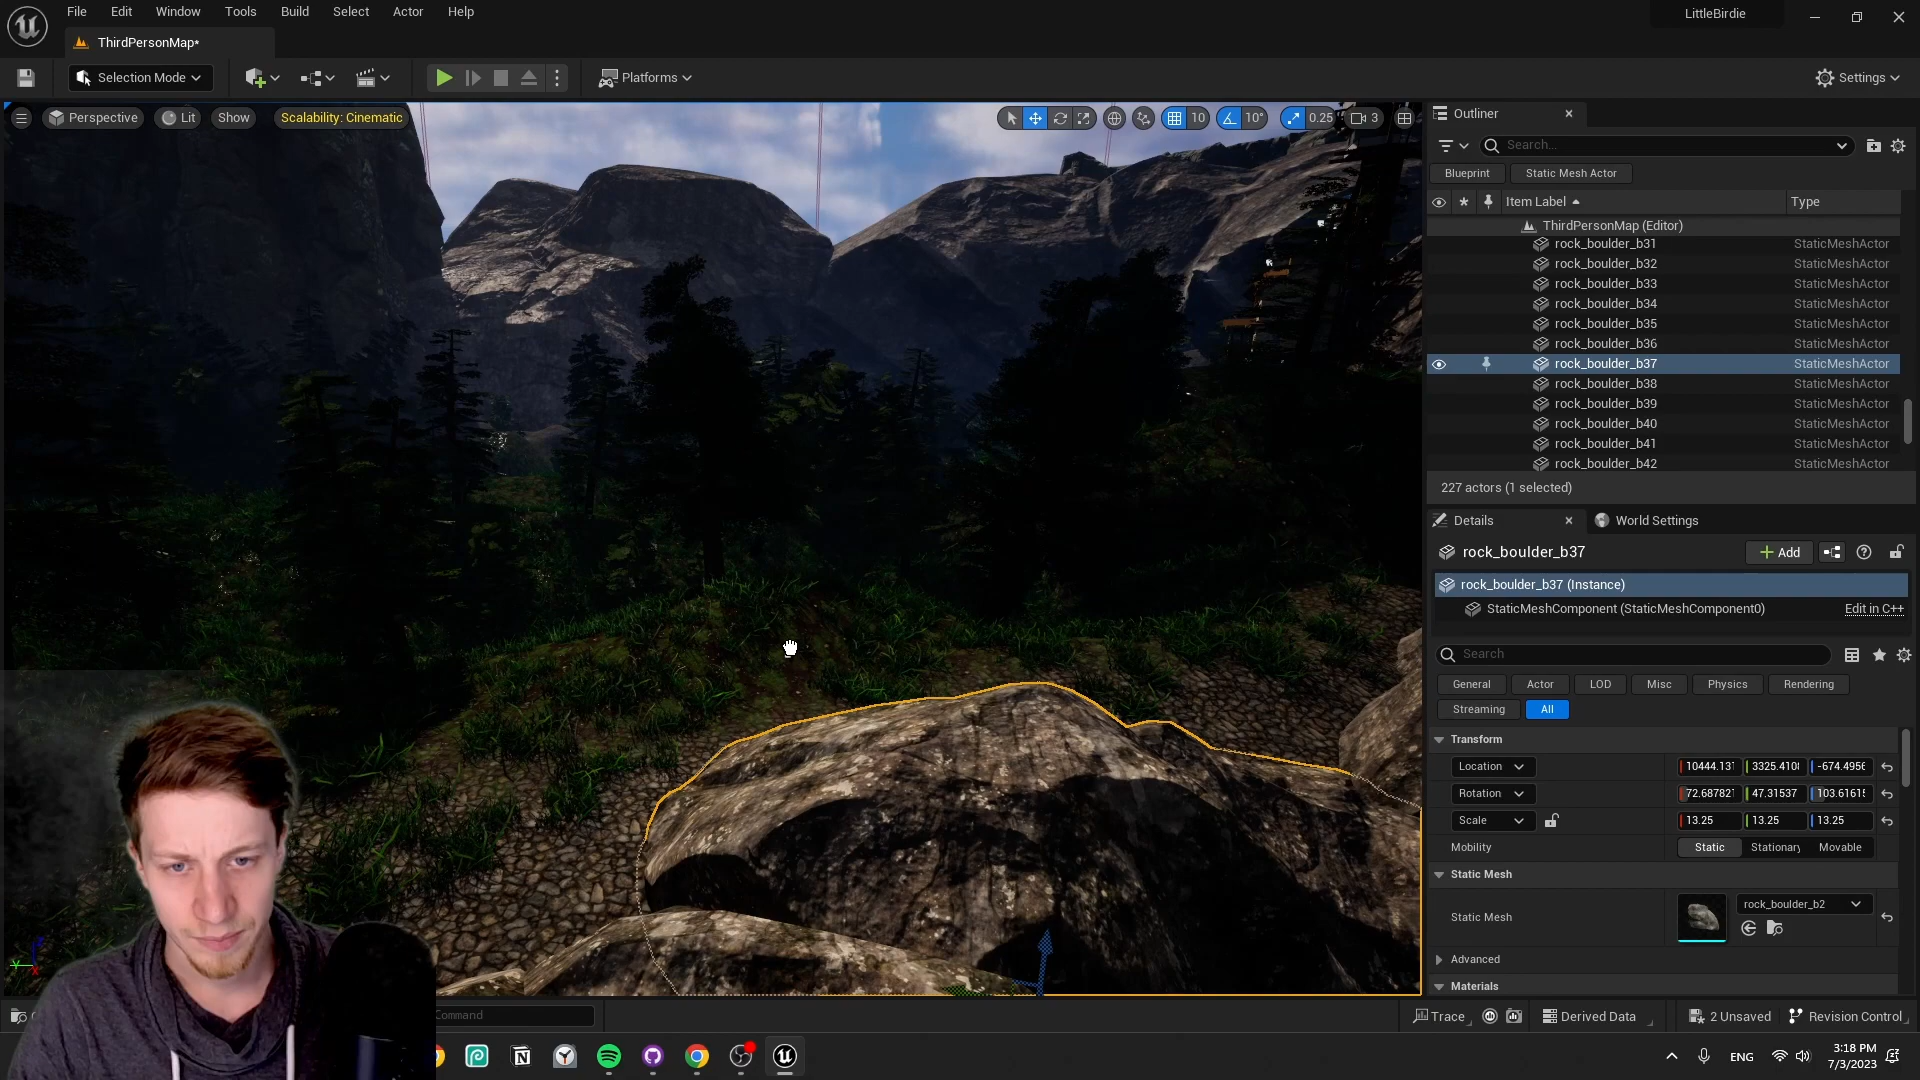 File Edit Window Tools Build Select Actor Help
LittleBirdie
ThirdPersonMap*
Selection Mode
Platforms
Settings
Perspective Lit Show Scalability: Cinematic
10 10° 0.25 3
Outliner
Search...
Blueprint Static Mesh Actor
Item Label Type
ThirdPersonMap (Editor)
rock_boulder_b31 StaticMeshActor
rock_boulder_b32 StaticMeshActor
rock_boulder_b33 StaticMeshActor
rock_boulder_b34 StaticMeshActor
rock_boulder_b35 StaticMeshActor
rock_boulder_b36 StaticMeshActor
rock_boulder_b37 StaticMeshActor
rock_boulder_b38 StaticMeshActor
rock_boulder_b39 StaticMeshActor
rock_boulder_b40 StaticMeshActor
rock_boulder_b41 StaticMeshActor
rock_boulder_b42 StaticMeshActor
227 actors (1 selected)
Details World Settings
rock_boulder_b37
Add
rock_boulder_b37 (Instance)
StaticMeshComponent (StaticMeshComponent0) Edit in C++
Search
General Actor LOD Misc Physics Rendering
Streaming All
Transform
Location 10444.131 3325.410 -674.495
Rotation 72.687821 47.31537 103.6161
Scale 13.25 13.25 13.25
Mobility Static Stationary Movable
Static Mesh
Static Mesh rock_boulder_b2
Advanced
Materials
Command
Trace Derived Data 2 Unsaved Revision Control
ENG
3:18 PM
7/3/2023